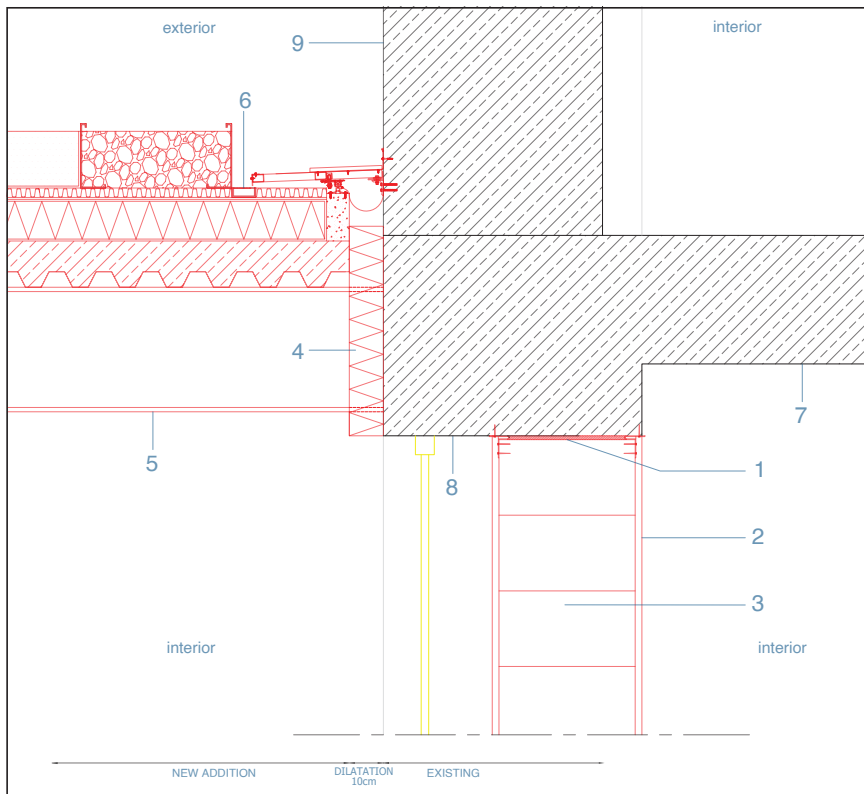 exterior
9
interior
6
4
7
5
8
1
2
3
interior
interior
NEW ADDITION
DILATATION
10cm
EXISTING